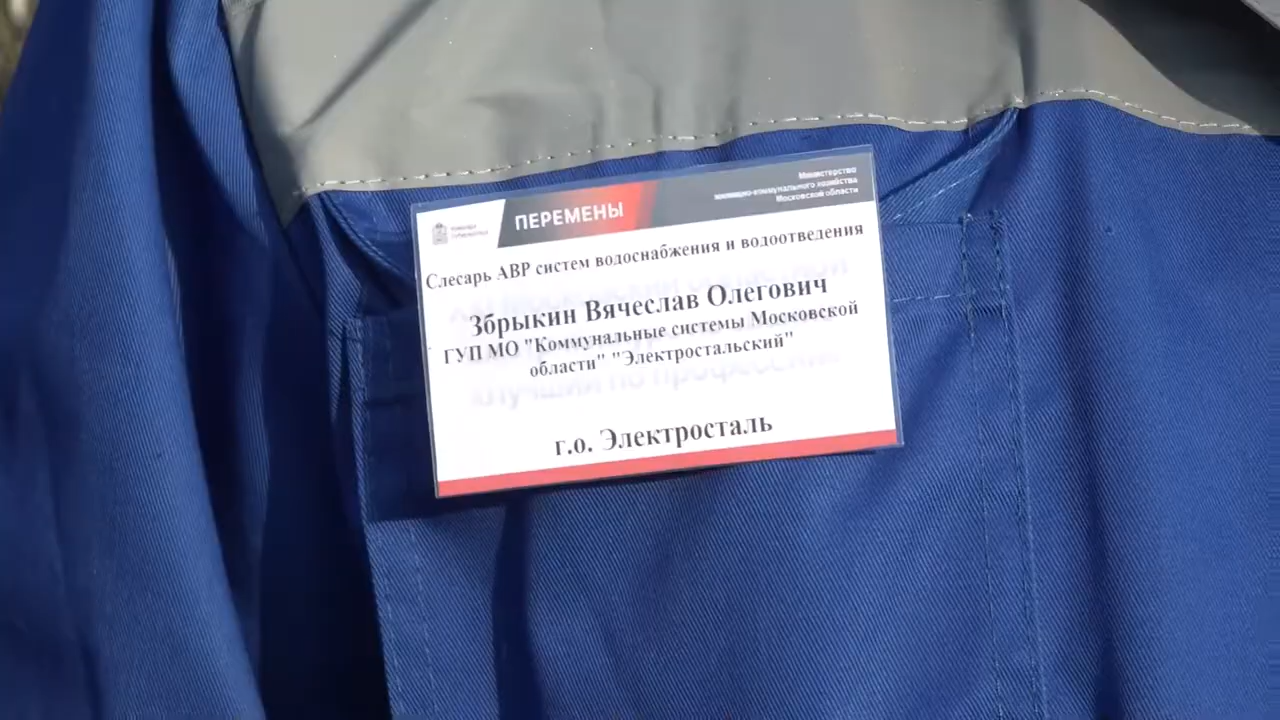 ПЕРЕМЕНЫ
Министерство
жилищно-коммунального хозяйства
Московской области
Слесарь АВР систем водоснабжения и водоотведения
Збрыкин Вячеслав Олегович
ГУП МО "Коммунальные системы Московской
области" "Электростальский"
г.о. Электросталь